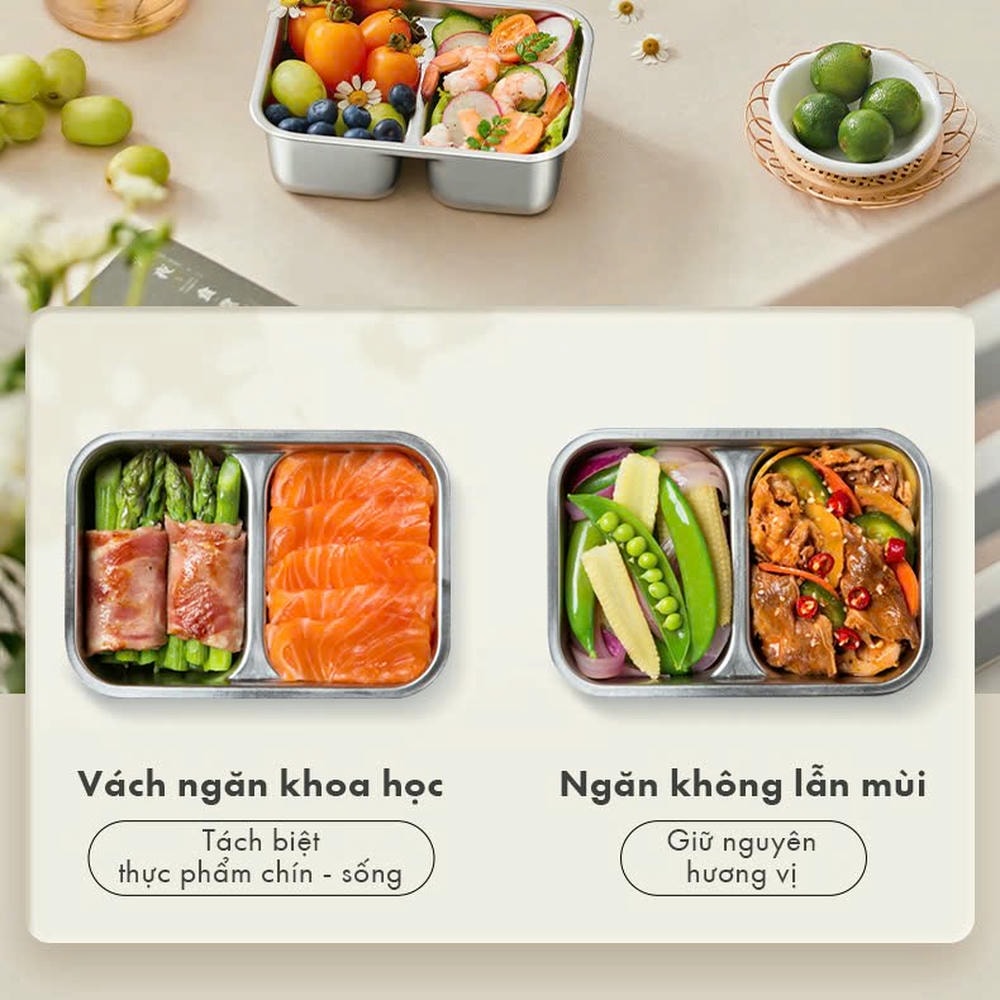 Vách ngăn khoa học
Tách biệt
thực phẩm chín - sống
Ngăn không lẫn mùi
Giữ nguyên
hương vị